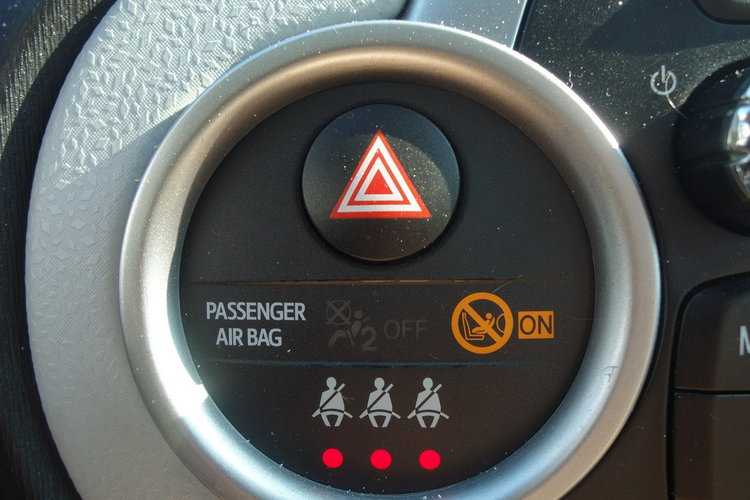 PASSENGER
AIR BAG
2 OFF
ON
M